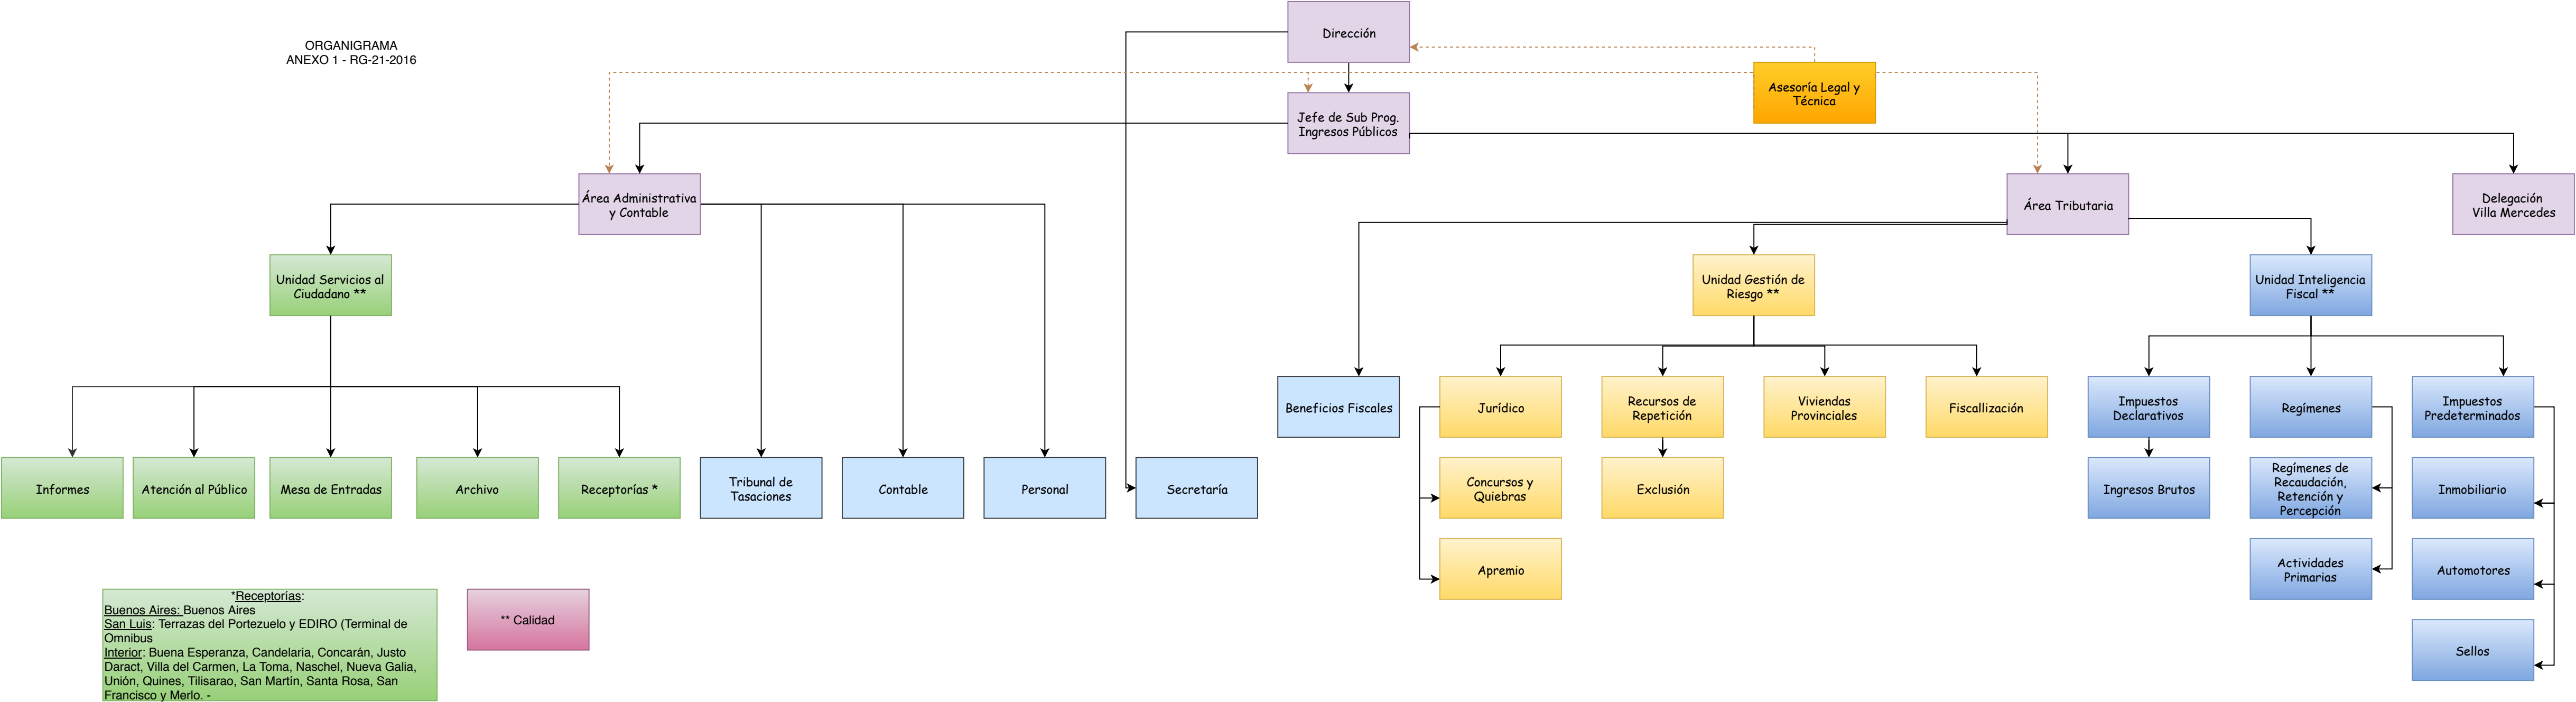 ORGANIGRAMA
ANEXO 1 - RG-21-2016
Dirección
Asesoría Legal y
Técnica
Jefe de Sub Prog.
Ingresos Públicos
Área Administrativa
y Contable
Área Tributaria
Delegación
Villa Mercedes
Unidad Servicios al
Ciudadano **
Unidad Gestión de
Riesgo **
Unidad Inteligencia
Fiscal **
Beneficios Fiscales
Jurídico
Recursos de
Repetición
Viviendas
Provinciales
Fiscallización
Impuestos
Declarativos
Regímenes
Impuestos
Predeterminados
Informes
Atención al Público
Mesa de Entradas
Archivo
Receptorías *
Tribunal de
Tasaciones
Contable
Personal
Secretaría
Concursos y
Quiebras
Exclusión
Ingresos Brutos
Regímenes de
Recaudación,
Retención y
Percepción
Inmobiliario
Apremio
Actividades
Primarias
Automotores
Sellos
*Receptorías:
Buenos Aires: Buenos Aires
San Luis: Terrazas del Portezuelo y EDIRO (Terminal de
Omnibus
Interior: Buena Esperanza, Candelaria, Concarán, Justo
Daract, Villa del Carmen, La Toma, Naschel, Nueva Galia,
Unión, Quines, Tilisarao, San Martín, Santa Rosa, San
Francisco y Merlo. -
** Calidad